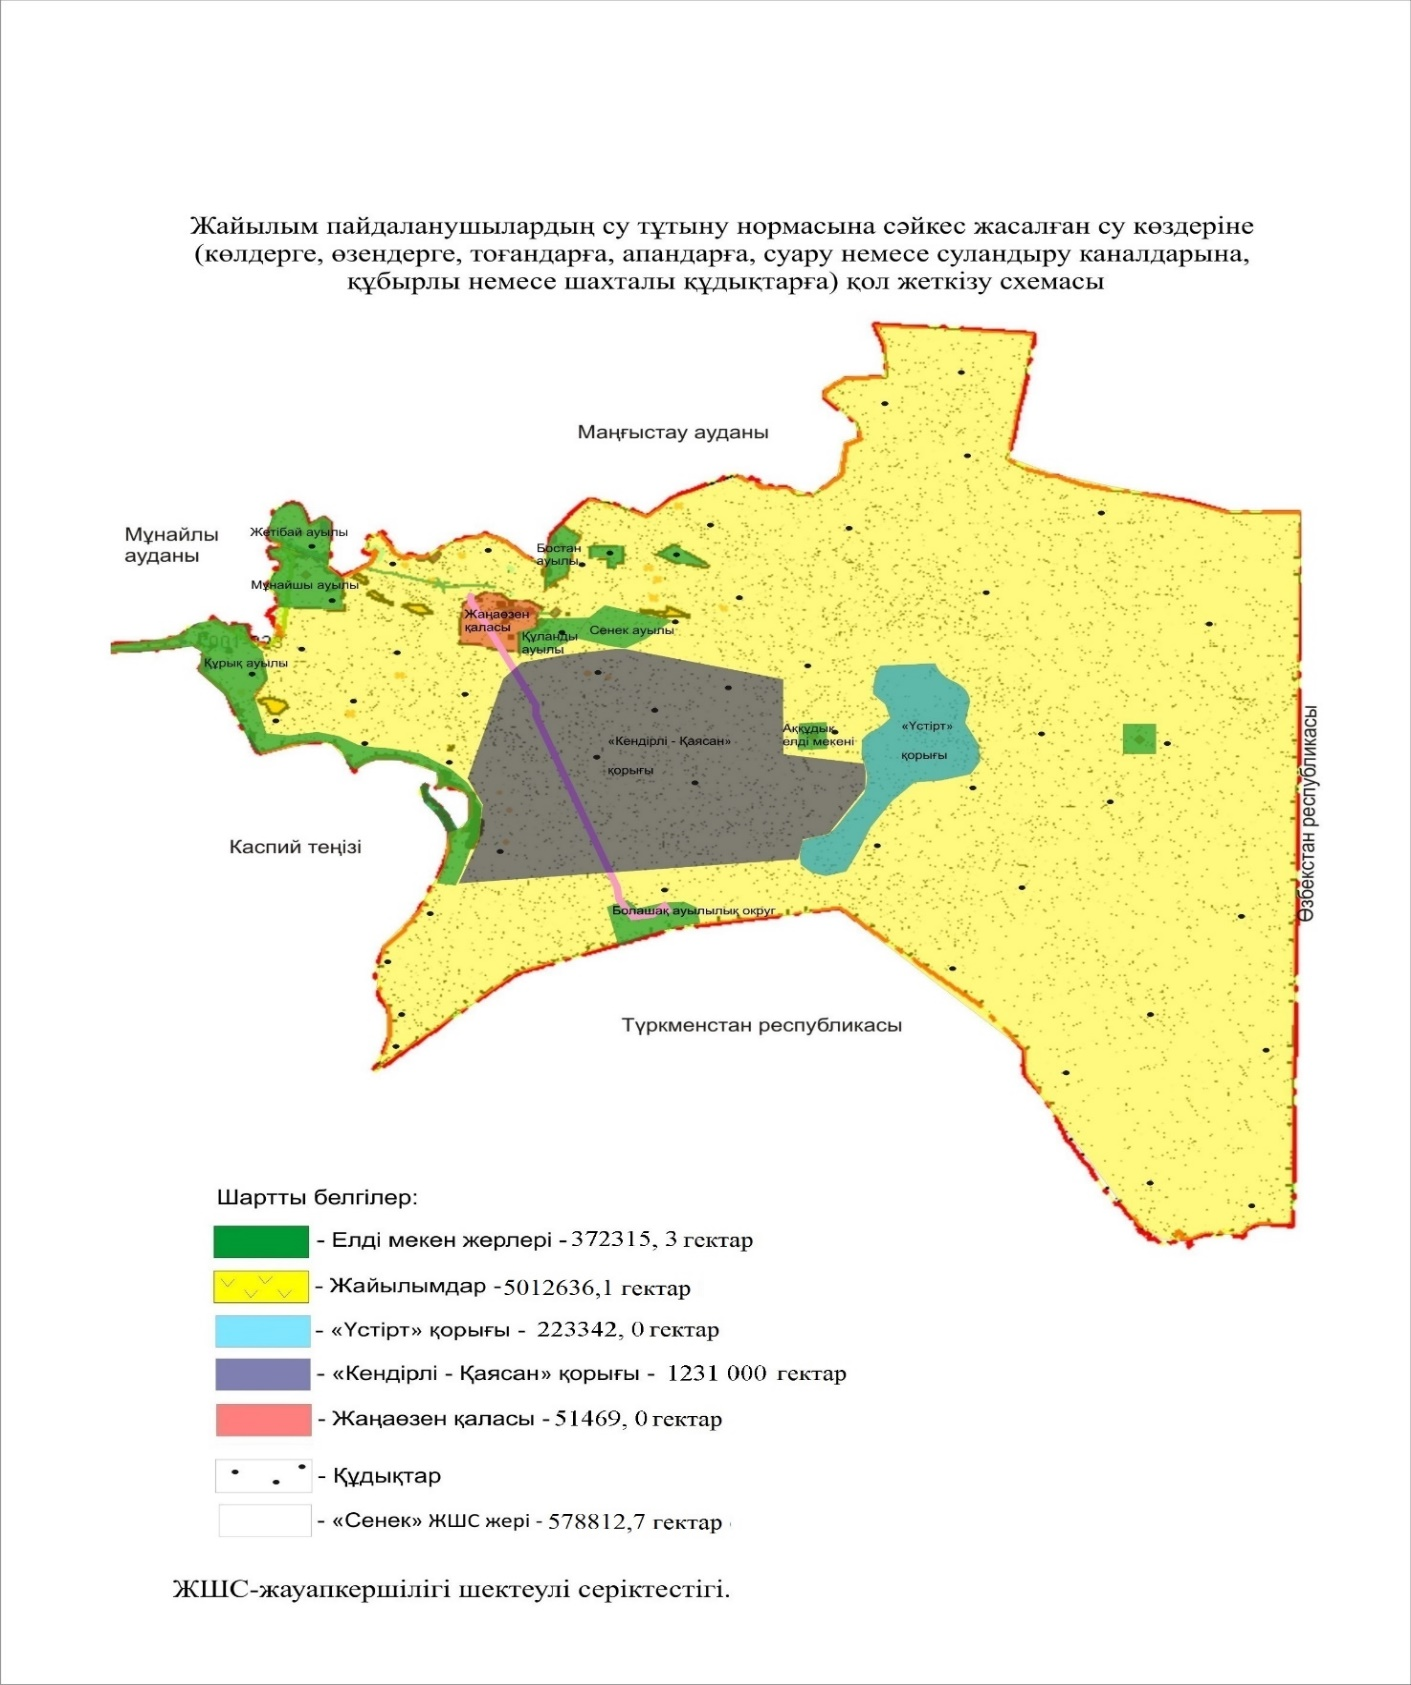 Жайылым пайдаланушылардың су тұтыну нормасына сәйкес жасалған су көздеріне
(көлдерге, өзендерге, тоғандарға, апандарға, суару немесе суландыру каналдарына,
құбырлы немесе шахталы құдықтарға) қол жеткізу схемасы
Маңғыстау ауданы
Мұнайлы
ауданы
Жетібай ауылы
Мұнайшы ауылы
Бостан
ауылы
Жаңаөзен
қаласы
Құланды
ауылы
Сенек ауылы
Құрық ауылы
«Кендірлі - Қаясан»
қорығы
Аққұдық
елді мекені
«Үстірт»
қорығы
Өзбекстан республикасы
Каспий теңізі
Болашақ ауылылық округ
Түркменстан республикасы
Шартты белгілер:
- Елді мекен жерлері - 372315, 3 гектар
- Жайылымдар -5012636,1 гектар
- «Үстірт» қорығы - 223342, 0 гектар
- «Кендірлі - Қаясан» қорығы - 1231 000 гектар
- Жаңаөзен қаласы - 51469, 0 гектар
- Құдықтар
- «Сенек» ЖШС жері - 578812,7 гектар
ЖШС-жауапкершілігі шектеулі серіктестігі.